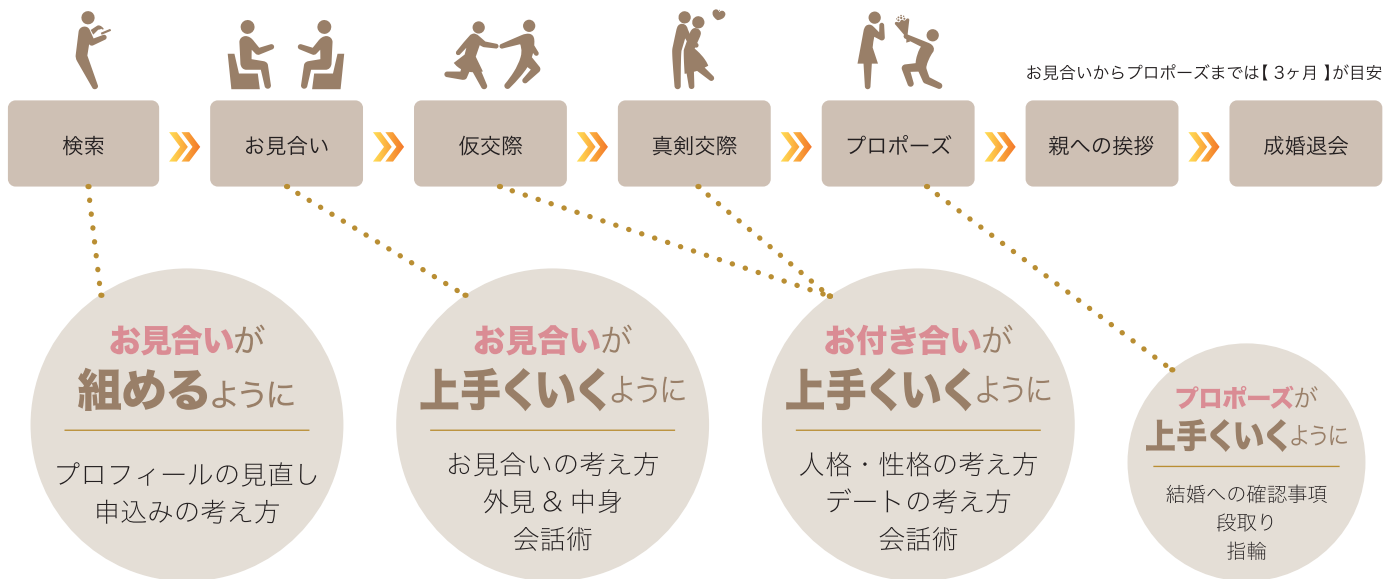 お見合いからプロポーズまでは【 3ヶ月 】が目安
検索
お見合い
仮交際
真剣交際
プロポーズ
親への挨拶
成婚退会
お見合いが
組めるように
プロフィールの見直し
申込みの考え方
お見合いが
上手くいくように
お見合いの考え方
外見 & 中身
会話術
お付き合いが
上手くいくように
人格・性格の考え方
デートの考え方
会話術
プロポーズが
上手くいくように
結婚への確認事項
段取り
指輪